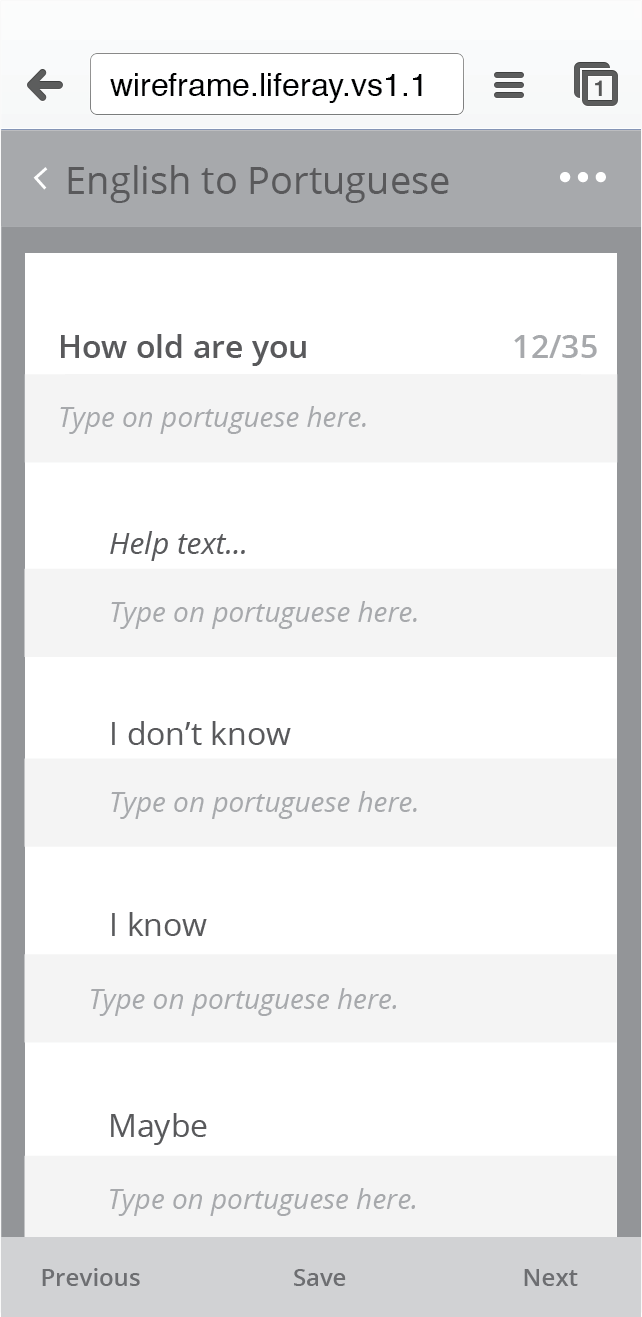 wireframe.liferay.vs1.1
1
English to Portuguese
How old are you 12/35
Type on portuguese here.
Help text...
Type on portuguese here.
I don’t know
Type on portuguese here.
I know
Type on portuguese here.
Maybe
Type on portuguese here.
Previous Save Next